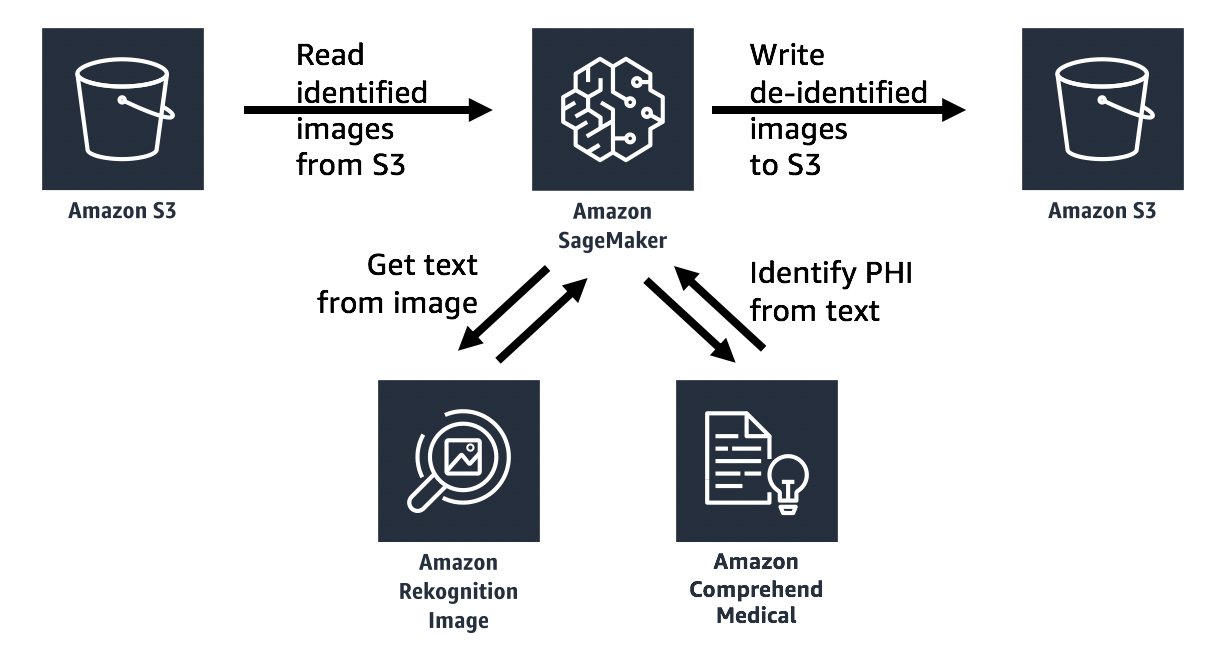 Read
identified
images
from S3
Write
de-identified
images
to S3
Amazon S3
Amazon
SageMaker
Amazon S3
Get text
from image
Identify PHI
from text
Amazon
Rekognition
Image
Amazon
Comprehend
Medical